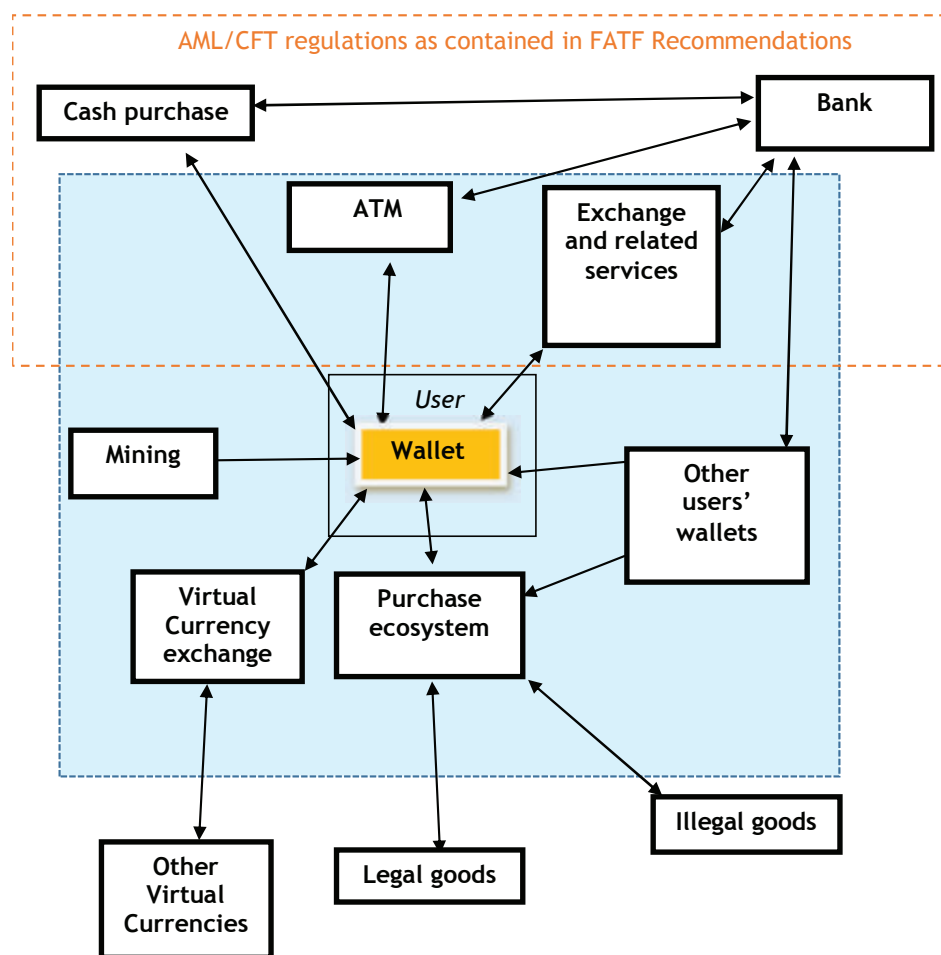 AML/CFT regulations as contained in FATF Recommendations
Cash purchase
Bank
ATM
Exchange
and related
services
User
Wallet
Mining
Other
users’
wallets
Virtual
Currency
exchange
Purchase
ecosystem
Illegal goods
Legal goods
Other
Virtual
Currencies